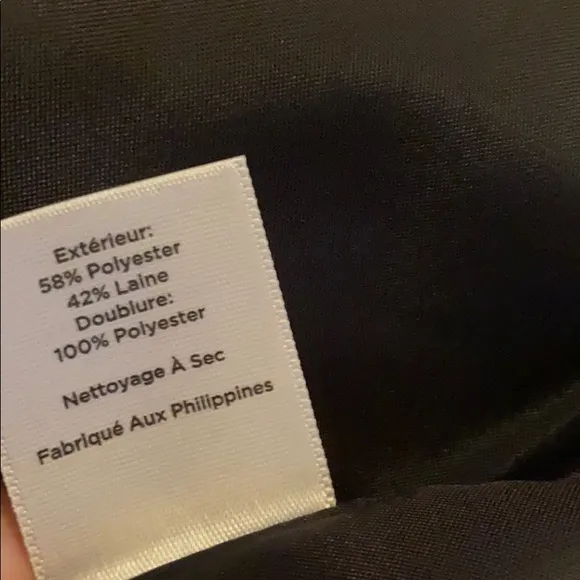 Extérieur:
58% Polyester
42% Laine
Doublure:
100% Polyester
Nettoyage À Sec
Fabriqué Aux Philippines